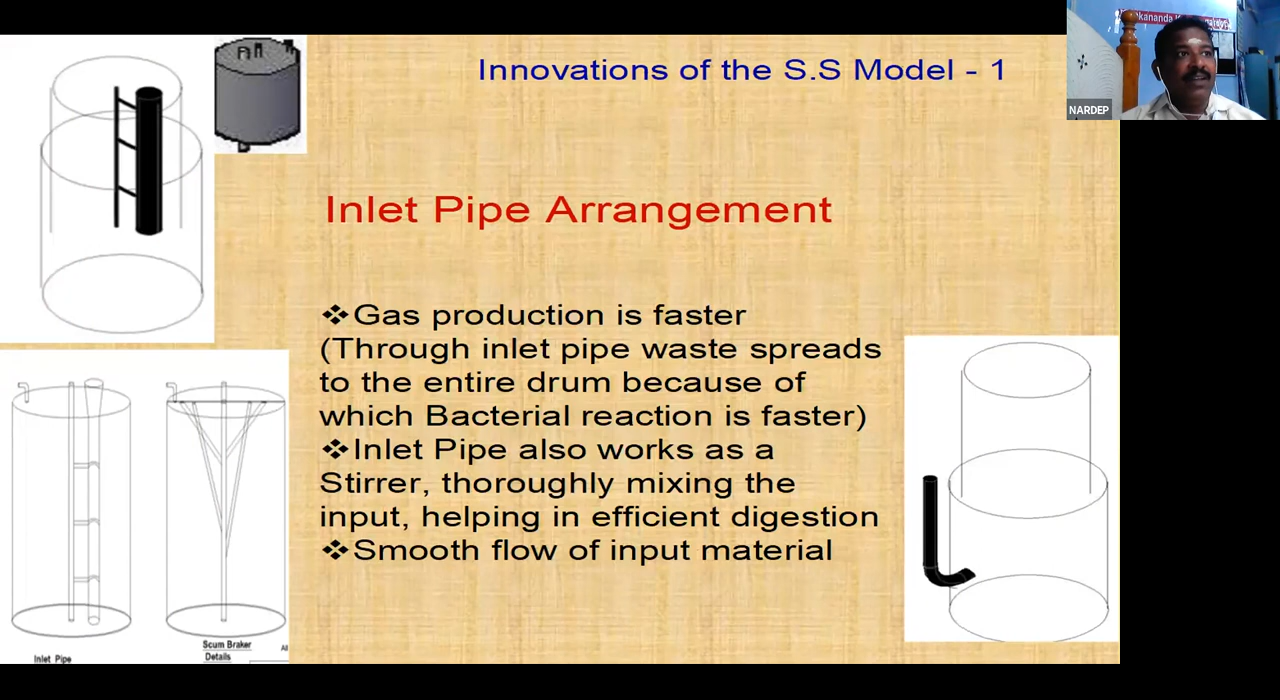 Innovations of the S.S Model - 1
NARDEP
Inlet Pipe Arrangement
❖Gas production is faster
(Through inlet pipe waste spreads
to the entire drum because of
which Bacterial reaction is faster)
❖Inlet Pipe also works as a
Stirrer, thoroughly mixing the
input, helping in efficient digestion
❖Smooth flow of input material
Inlet Pipe
Scum Braker
Details
All